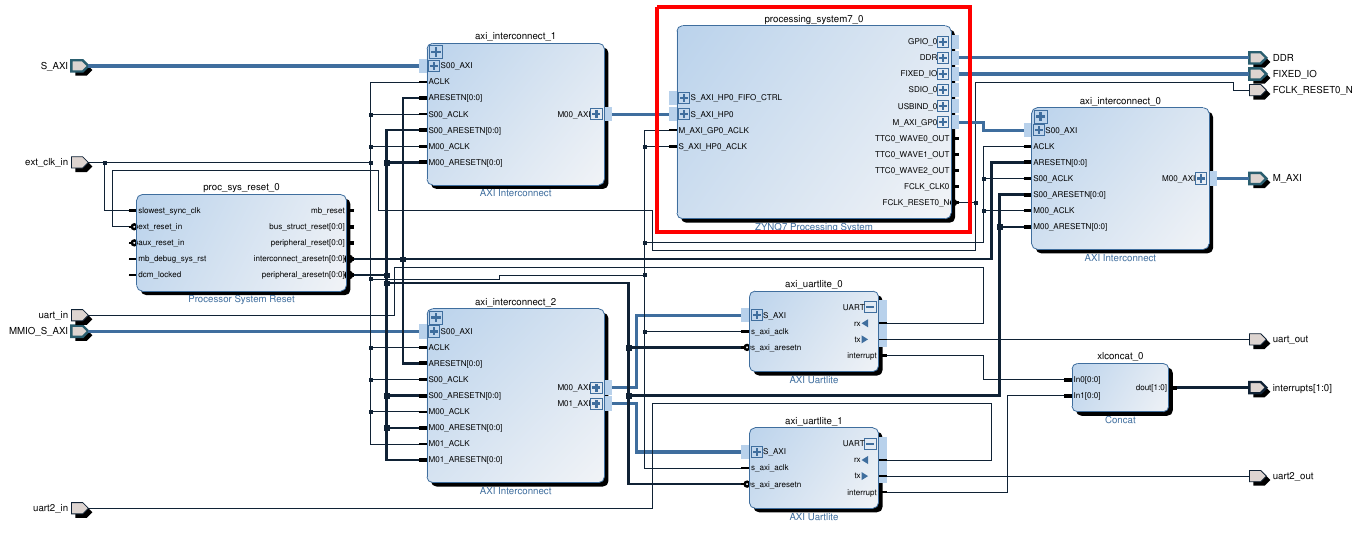 S_AXI
ext_clk_in
uart_in
MMIO_S_AXI
uart2_in
axi_interconnect_1
S00_AXI
ACLK
ARESETN[0:0]
S00_ACLK
S00_ARESETN[0:0]
M00_ACLK
M00_ARESETN[0:0]
M00_AXI
AXI Interconnect
proc_sys_reset_0
slowest_sync_clk
ext_reset_in
aux_reset_in
mb_debug_sys_rst
dcm_locked
mb_reset
bus_struct_reset[0:0]
peripheral_reset[0:0]
interconnect_aresetn[0:0]
peripheral_aresetn[0:0]
Processor System Reset
axi_interconnect_2
S00_AXI
ACLK
ARESETN[0:0]
S00_ACLK
S00_ARESETN[0:0]
M00_ACLK
M00_ARESETN[0:0]
M01_ACLK
M01_ARESETN[0:0]
M00_AXI
M01_AXI
AXI Interconnect
processing_system7_0
S_AXI_HP0_FIFO_CTRL
S_AXI_HP0
M_AXI_GP0_ACLK
S_AXI_HP0_ACLK
GPIO_0
DDR
FIXED_IO
SDIO_0
USBIND_0
M_AXI_GP0
TTC0_WAVE0_OUT
TTC0_WAVE1_OUT
TTC0_WAVE2_OUT
FCLK_CLK0
FCLK_RESET0_N
ZYNQ7 Processing System
axi_uartlite_0
S_AXI
s_axi_aclk
s_axi_aresetn
UART
rx
tx
interrupt
AXI Uartlite
axi_uartlite_1
S_AXI
s_axi_aclk
s_axi_aresetn
UART
rx
tx
interrupt
AXI Uartlite
axi_interconnect_0
S00_AXI
ACLK
ARESETN[0:0]
S00_ACLK
S00_ARESETN[0:0]
M00_ACLK
M00_ARESETN[0:0]
M00_AXI
AXI Interconnect
xlconcat_0
In0[0:0]
In1[0:0]
dout[1:0]
Concat
DDR
FIXED_IO
FCLK_RESET0_N
M_AXI
uart_out
interrupts[1:0]
uart2_out